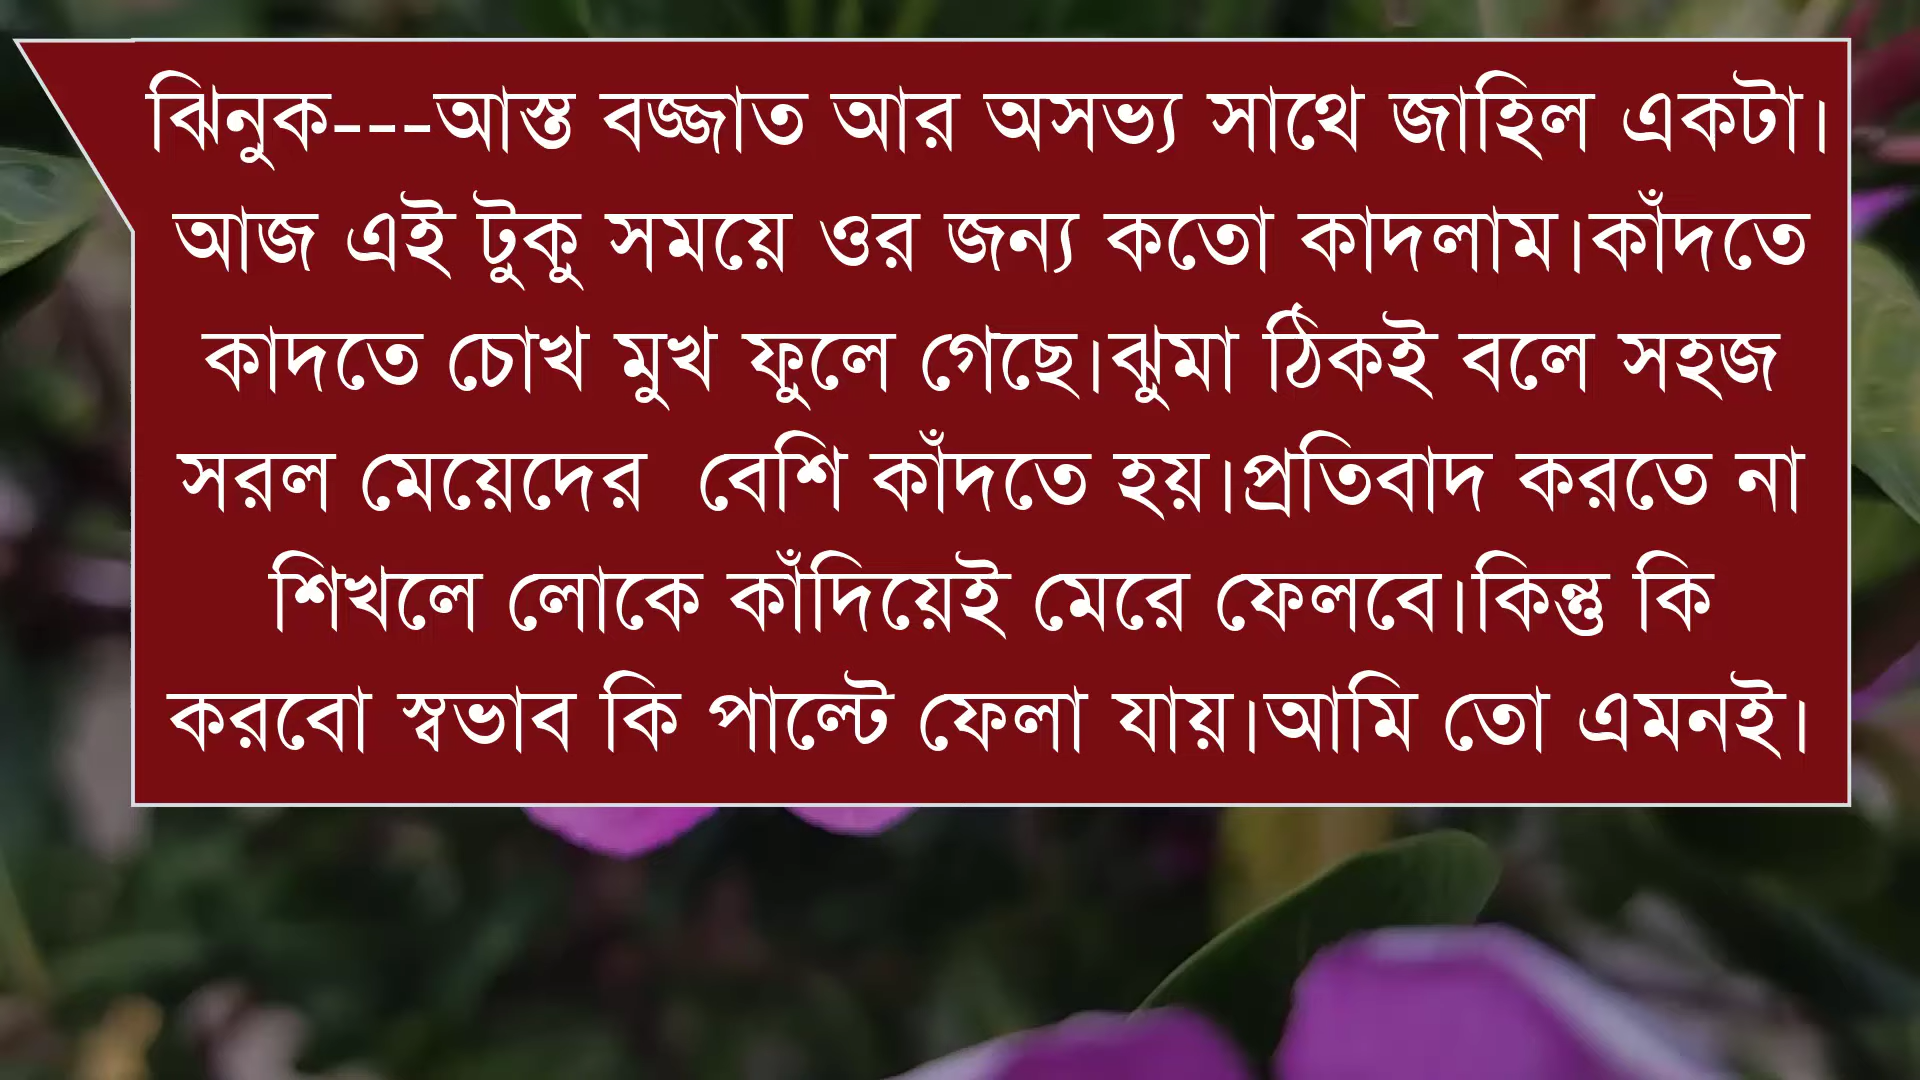 ঝিনুক---আস্ত বজ্জাত আর অসভ্য সাথে জাহিল একটা।
আজ এই টুকু সময়ে ওর জন্য কতো কাদলাম।কাঁদতে
কাদতে চোখ মুখ ফুলে গেছে।ঝুমা ঠিকই বলে সহজ
সরল মেয়েদের  বেশি কাঁদতে হয়।প্রতিবাদ করতে না
শিখলে লোকে কাঁদিয়েই মেরে ফেলবে।কিন্তু কি
করবো স্বভাব কি পাল্টে ফেলা যায়।আমি তো এমনই।